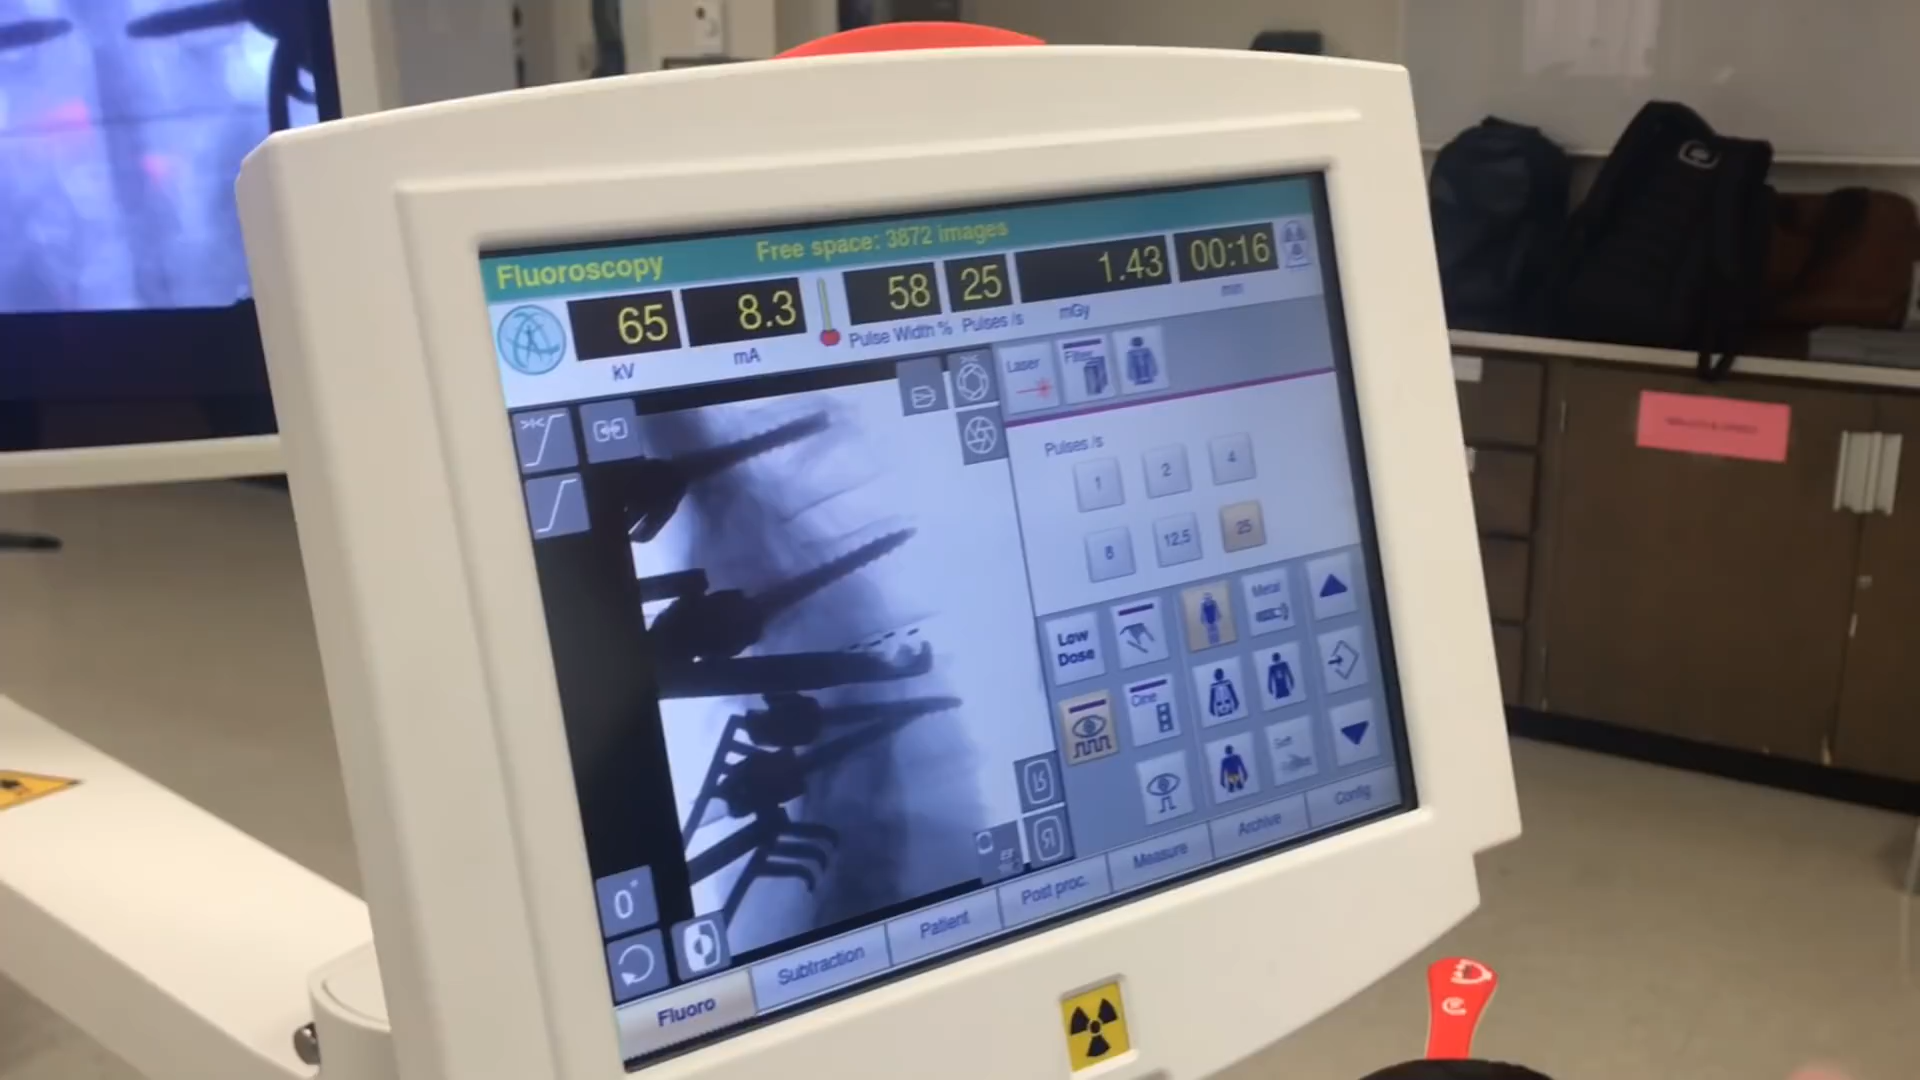 Fluoroscopy
Free space: 3872 images
65 8.3 58 25 1.43 00:16
kV mA Pulse Width % Pulses /s mGy min
Laser
Filter
Pulses /s
1 2 4
8 12,5 25
Low
Dose
Metal
Cine
Soft
0°
R
R
Fluoro Subtraction Patient Post proc. Measure Archive Config